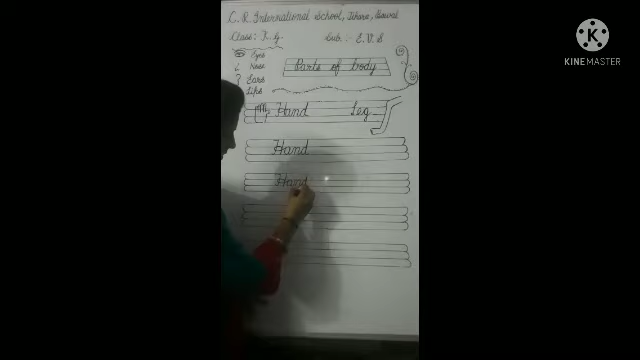 C. R. International School,
Class: K.G Sub :- E.V.S
Eyes
Nose
Ears
Lips
Parts of body
Hand Leg
Hand
Hand
K
KINEMASTER